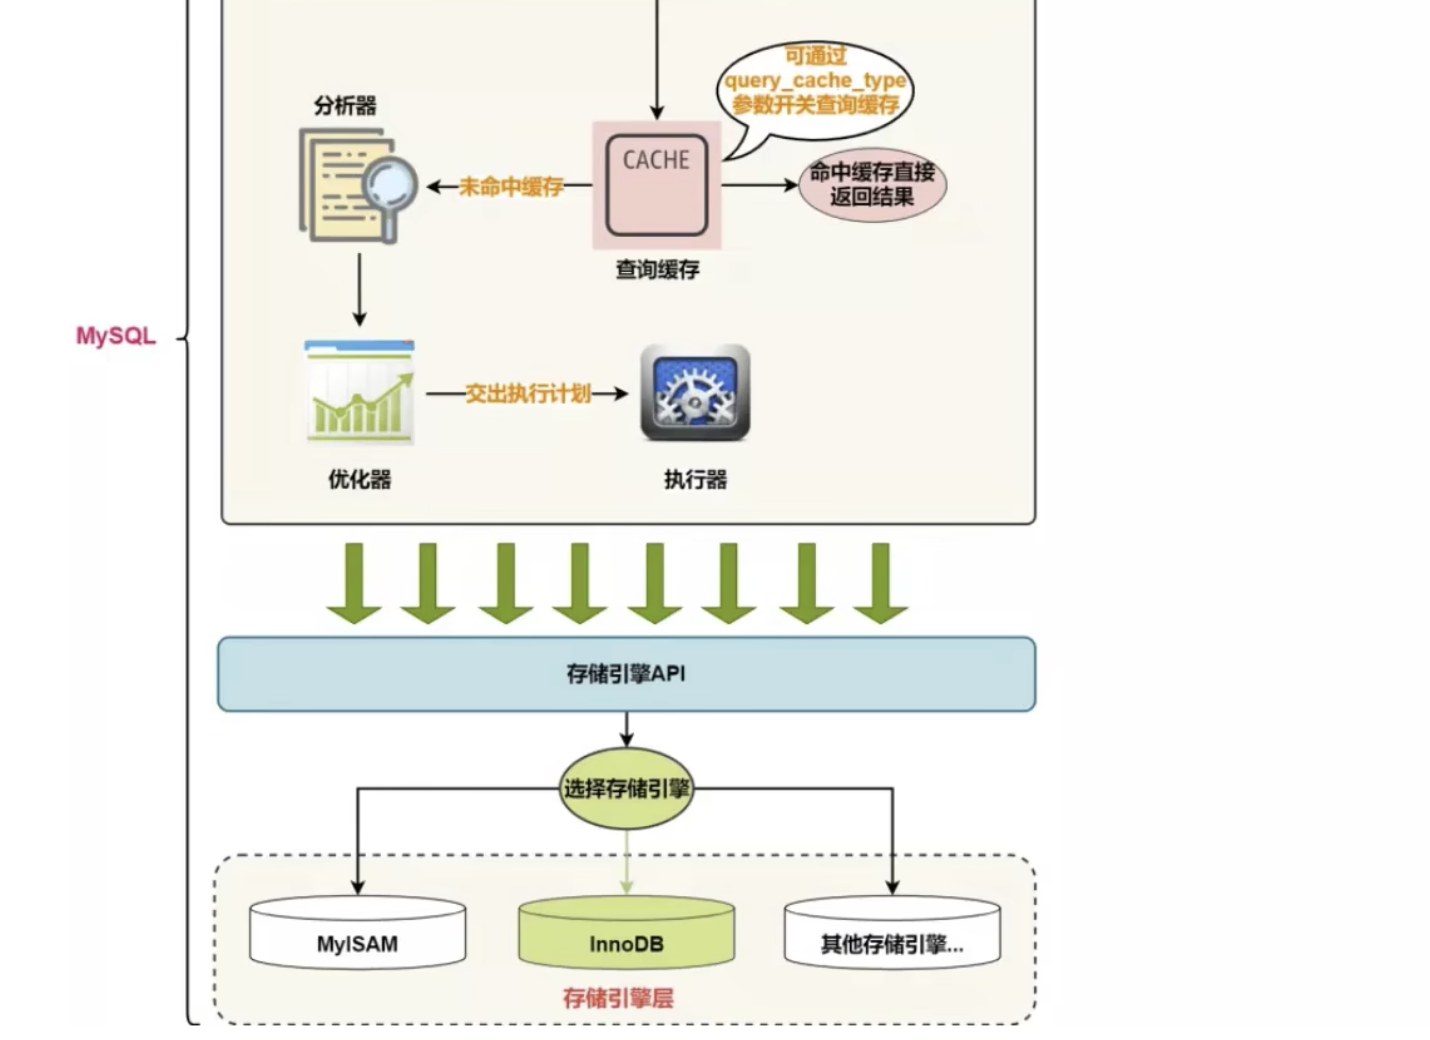 可通过
query_cache_type
参数开关查询缓存
分析器
CACHE
未命中缓存
命中缓存直接
返回结果
查询缓存
MySQL
交出执行计划
优化器
执行器
存储引擎API
选择存储引擎
MyISAM
InnoDB
其他存储引擎...
存储引擎层